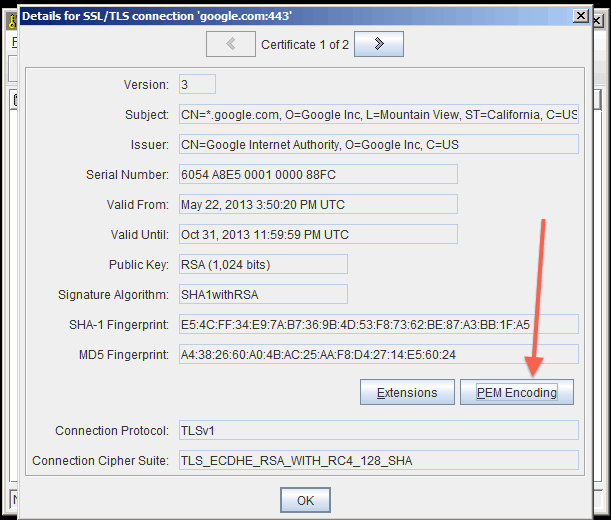 Details for SSL/TLS connection 'google.com:443'
Certificate 1 of 2
Version: 3
Subject: CN=*.google.com, O=Google Inc, L=Mountain View, ST=California, C=US
Issuer: CN=Google Internet Authority, O=Google Inc, C=US
Serial Number: 6054 A8E5 0001 0000 88FC
Valid From: May 22, 2013 3:50:20 PM UTC
Valid Until: Oct 31, 2013 11:59:59 PM UTC
Public Key: RSA (1,024 bits)
Signature Algorithm: SHA1withRSA
SHA-1 Fingerprint: E5:4C:FF:34:E9:7A:B7:36:9B:4D:53:F8:73:62:BE:87:A3:BB:1F:A5
MD5 Fingerprint: A4:38:26:60:A0:4B:AC:25:AA:F8:D4:27:14:E5:60:24
Extensions PEM Encoding
Connection Protocol: TLSv1
Connection Cipher Suite: TLS_ECDHE_RSA_WITH_RC4_128_SHA
OK